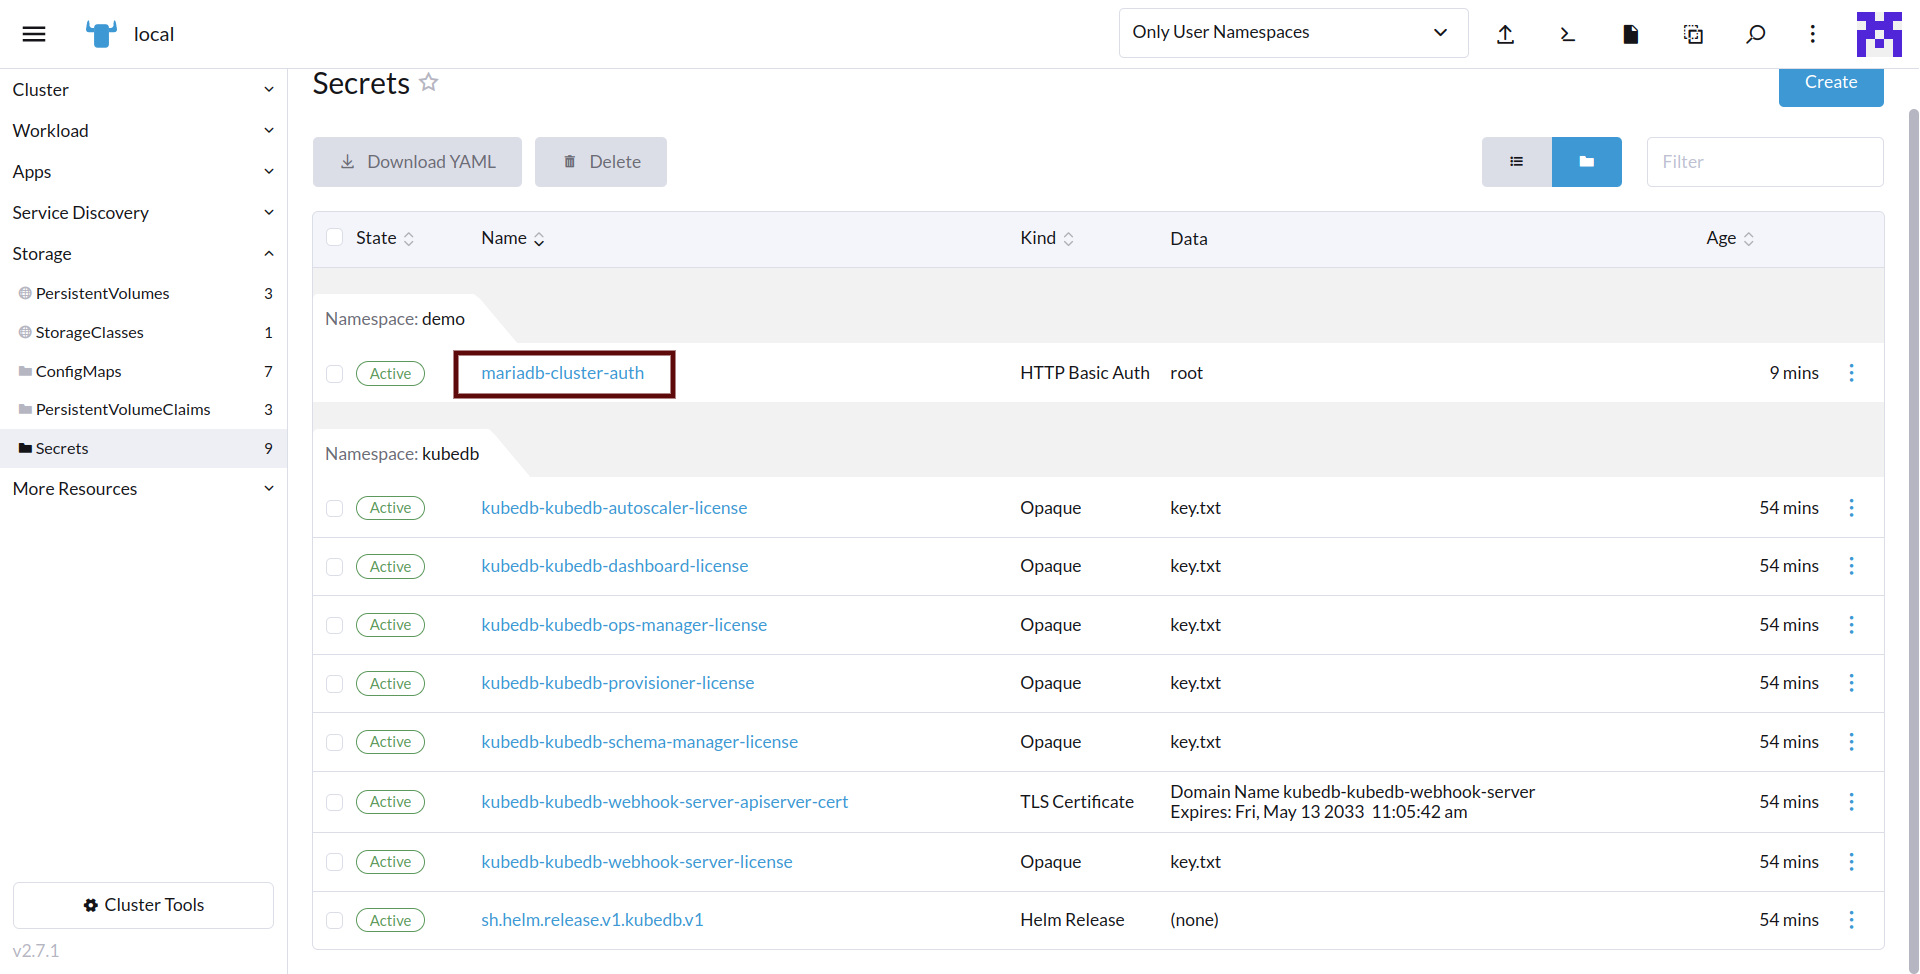 local
Only User Namespaces
Cluster
Workload
Apps
Service Discovery
Storage
PersistentVolumes 3
StorageClasses 1
ConfigMaps 7
PersistentVolumeClaims 3
Secrets 9
More Resources
Cluster Tools
v2.7.1
Secrets
Create
Download YAML
Delete
Filter
State Name Kind Data Age
Namespace: demo
Active mariadb-cluster-auth HTTP Basic Auth root 9 mins
Namespace: kubedb
Active kubedb-kubedb-autoscaler-license Opaque key.txt 54 mins
Active kubedb-kubedb-dashboard-license Opaque key.txt 54 mins
Active kubedb-kubedb-ops-manager-license Opaque key.txt 54 mins
Active kubedb-kubedb-provisioner-license Opaque key.txt 54 mins
Active kubedb-kubedb-schema-manager-license Opaque key.txt 54 mins
Active kubedb-kubedb-webhook-server-apiserver-cert TLS Certificate Domain Name kubedb-kubedb-webhook-server 54 mins
Expires: Fri, May 13 2033 11:05:42 am
Active kubedb-kubedb-webhook-server-license Opaque key.txt 54 mins
Active sh.helm.release.v1.kubedb.v1 Helm Release (none) 54 mins